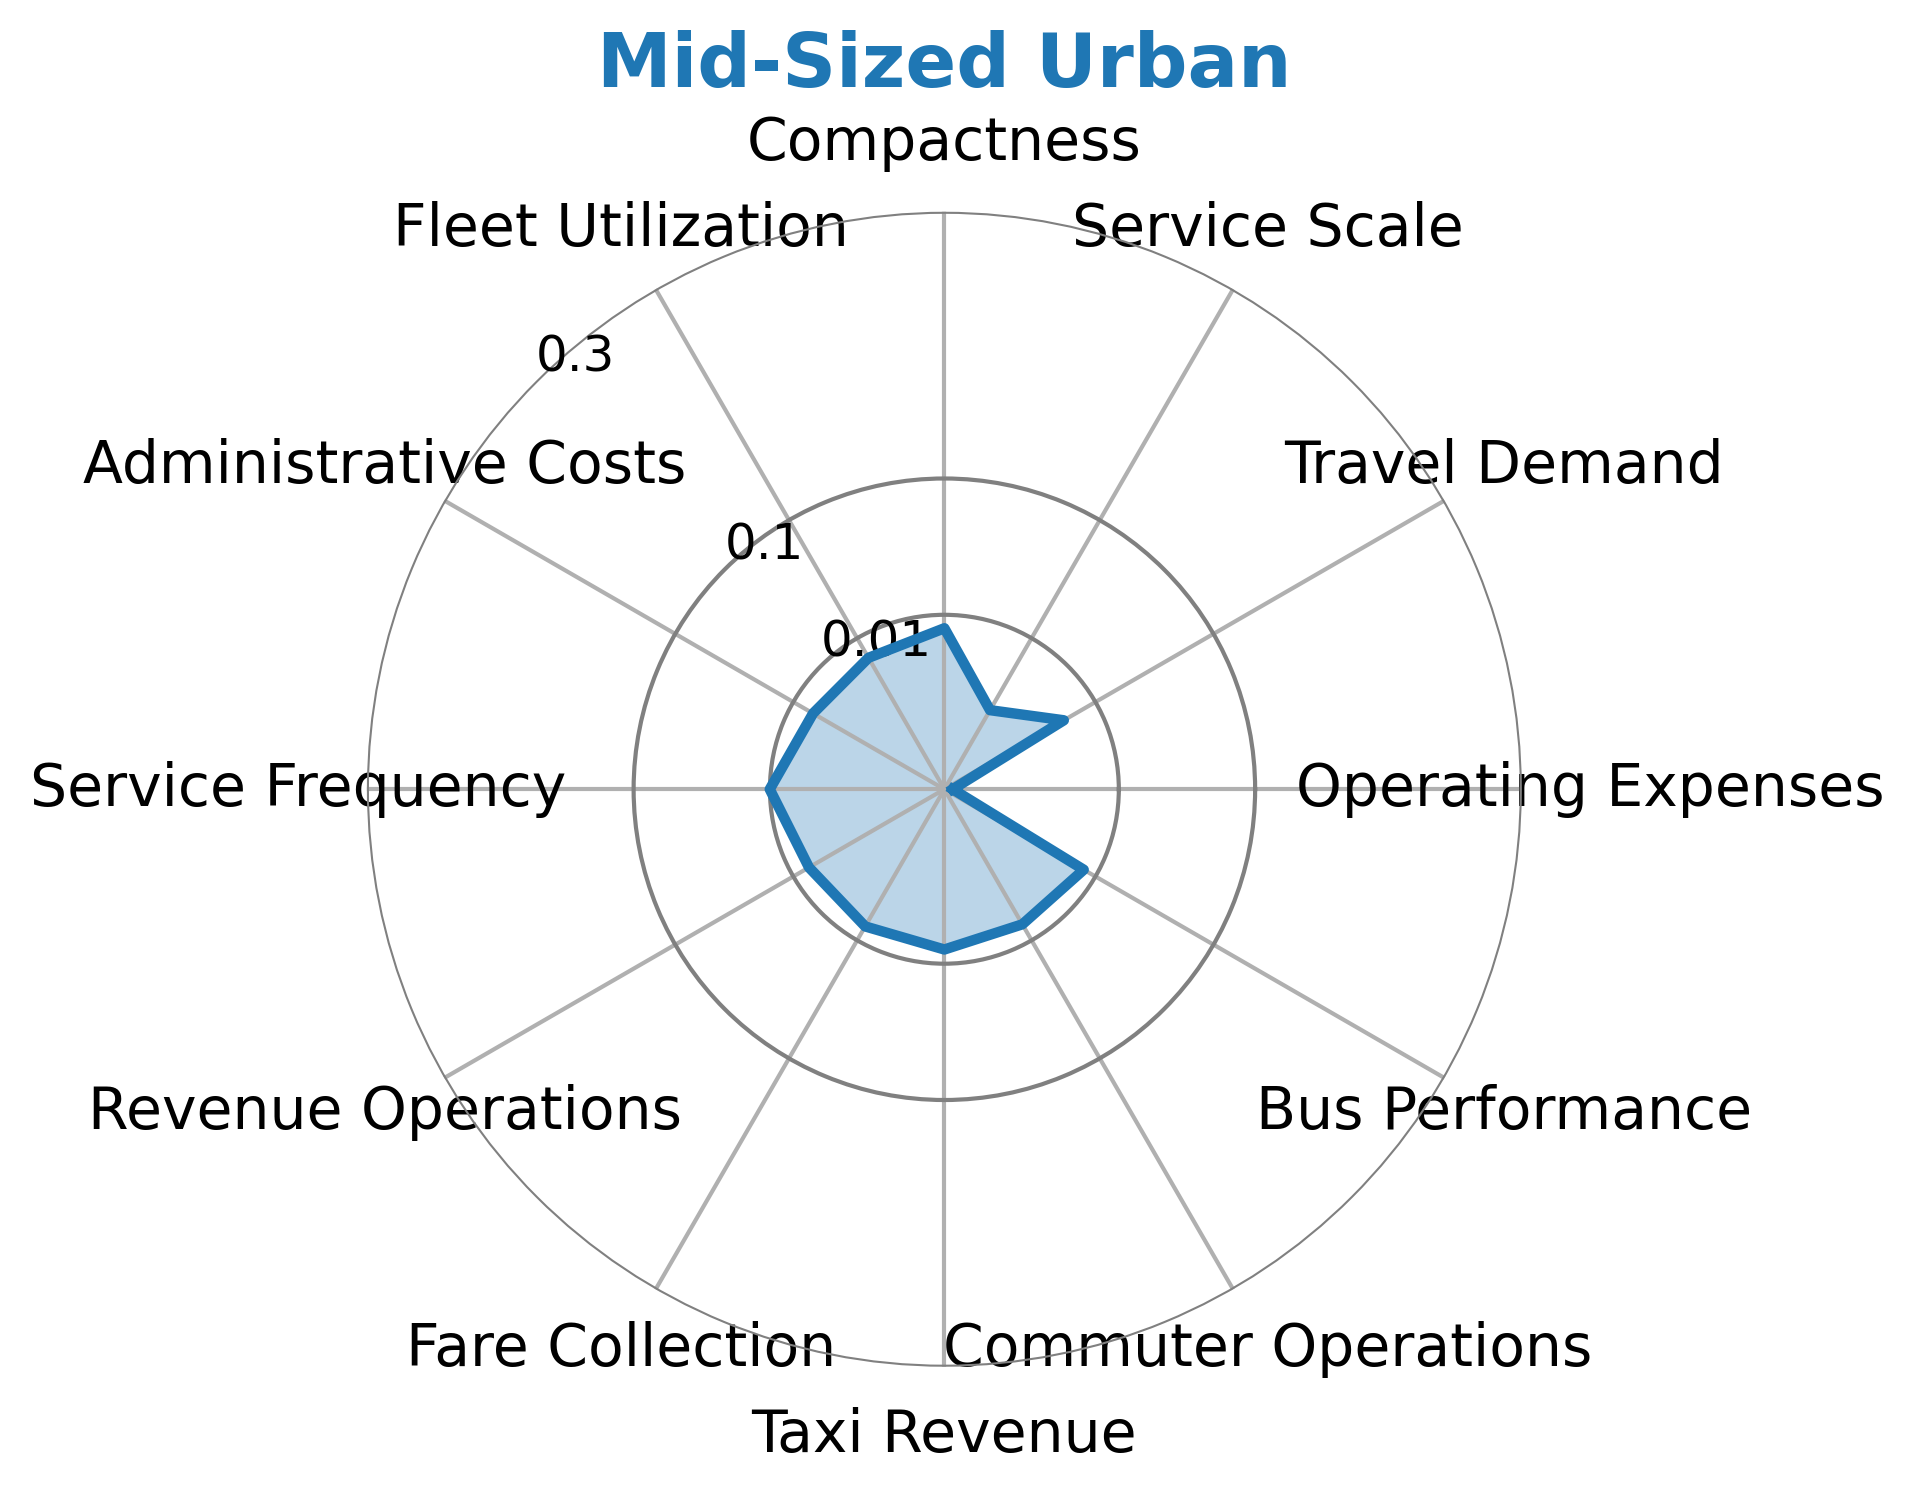 Mid-Sized Urban
Compactness
Fleet Utilization
Service Scale
0.3
Administrative Costs
Travel Demand
0.1
0.01
Service Frequency
Operating Expenses
Revenue Operations
Bus Performance
Fare Collection
Commuter Operations
Taxi Revenue